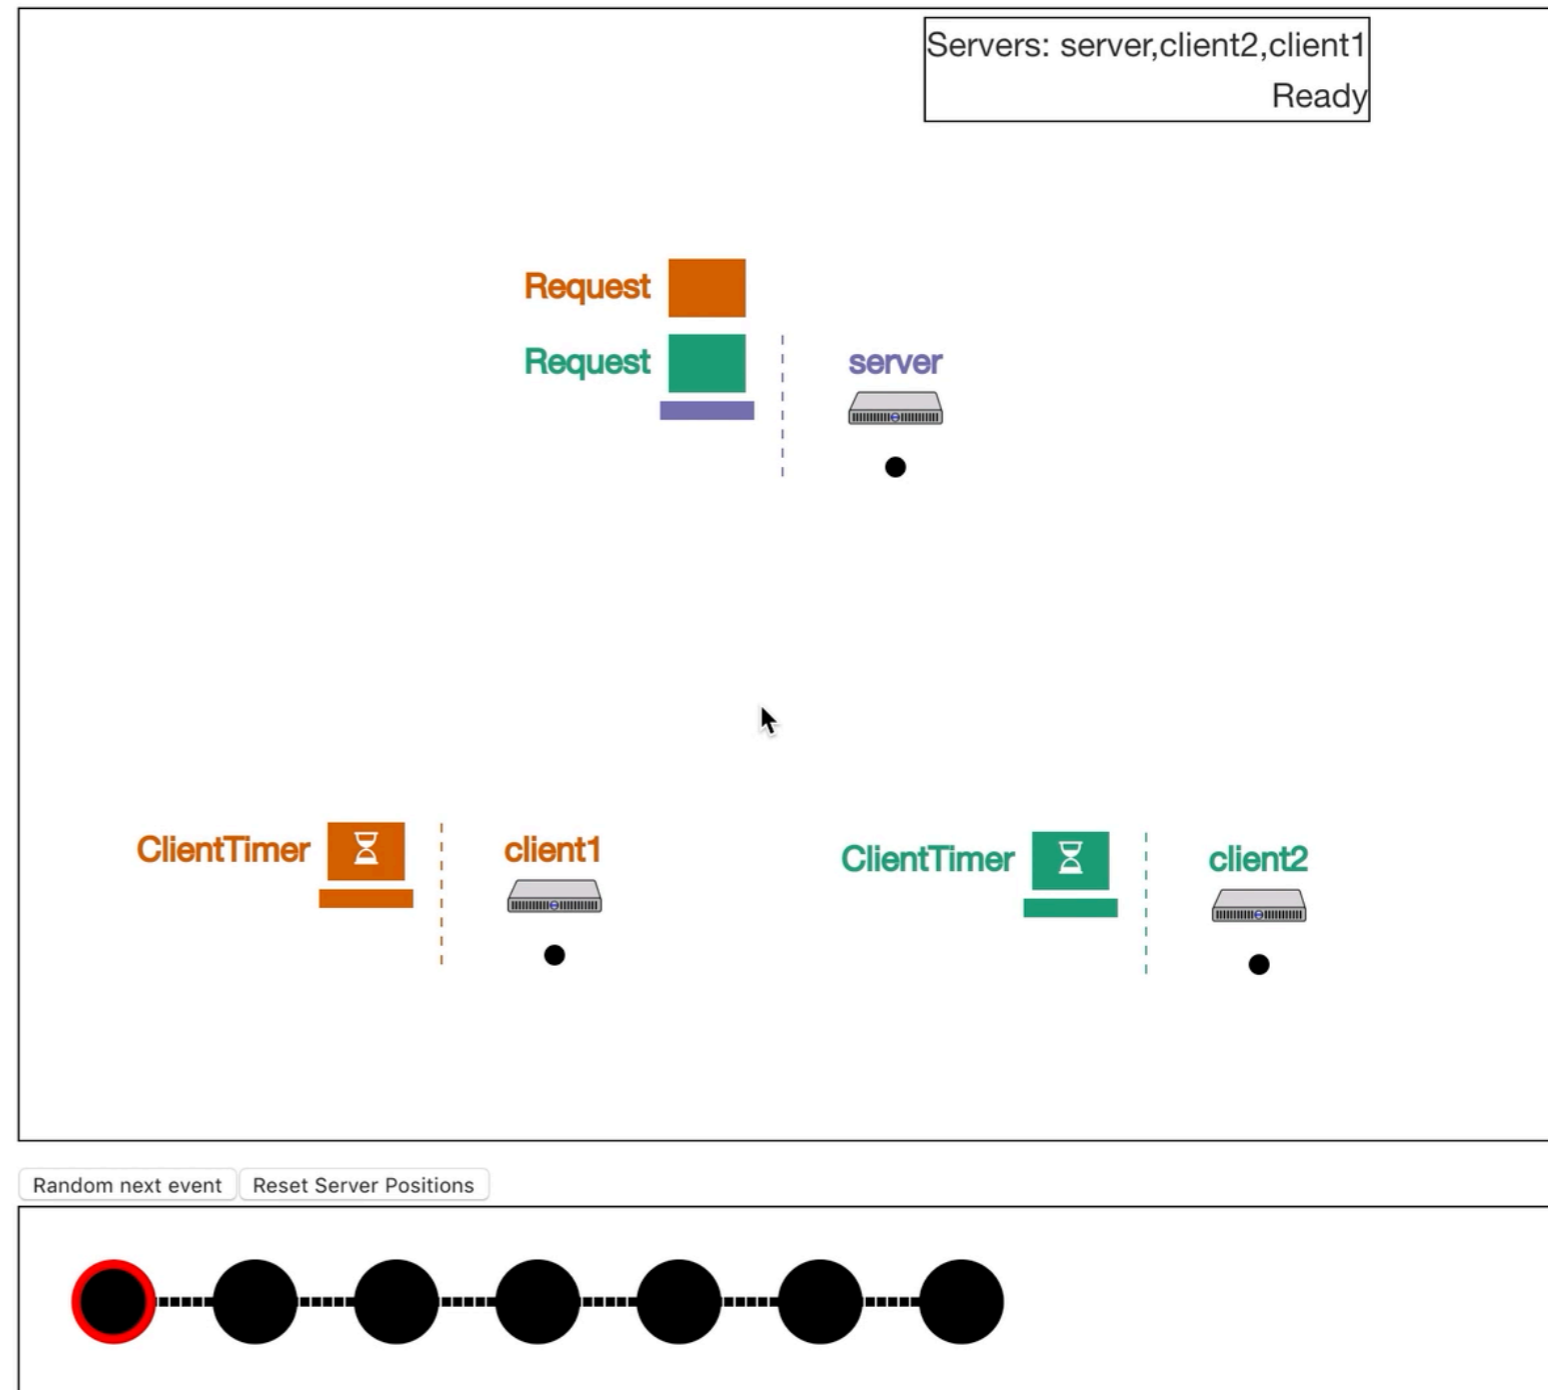 Servers: server,client2,client1
Ready
Request
Request
server
ClientTimer
client1
ClientTimer
client2
Random next event
Reset Server Positions